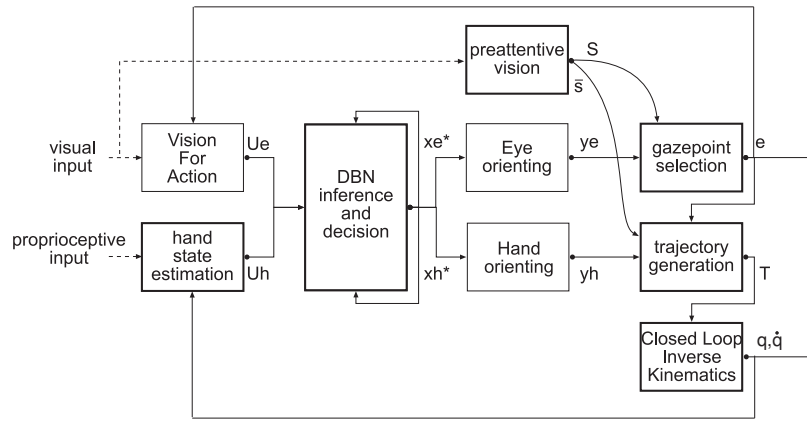 preattentive
vision
S
s̅
visual
input
Vision
For
Action
Ue
DBN
inference
and
decision
xe*
Eye
orienting
ye
gazepoint
selection
e
proprioceptive
input
hand
state
estimation
Uh
xh*
Hand
orienting
yh
trajectory
generation
T
Closed Loop
Inverse
Kinematics
q,q̇